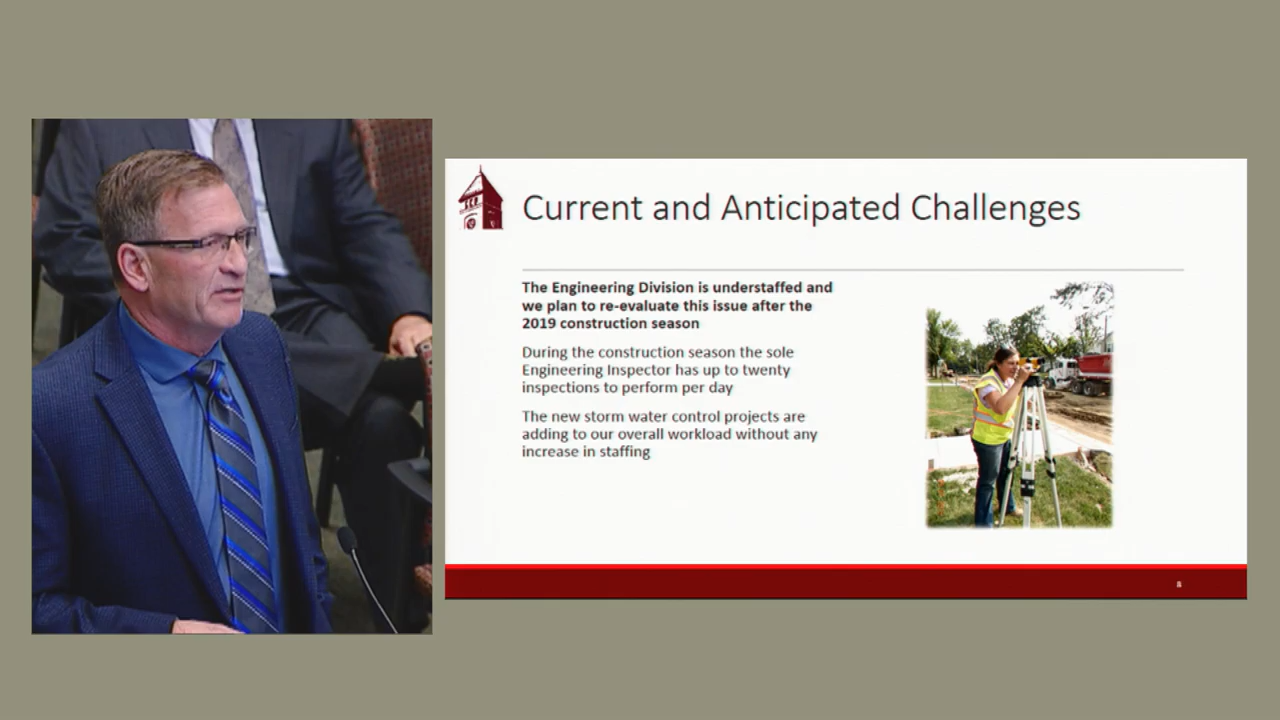 Current and Anticipated Challenges
The Engineering Division is understaffed and
we plan to re-evaluate this issue after the
2019 construction season
During the construction season the sole
Engineering Inspector has up to twenty
inspections to perform per day
The new storm water control projects are
adding to our overall workload without any
increase in staffing
8